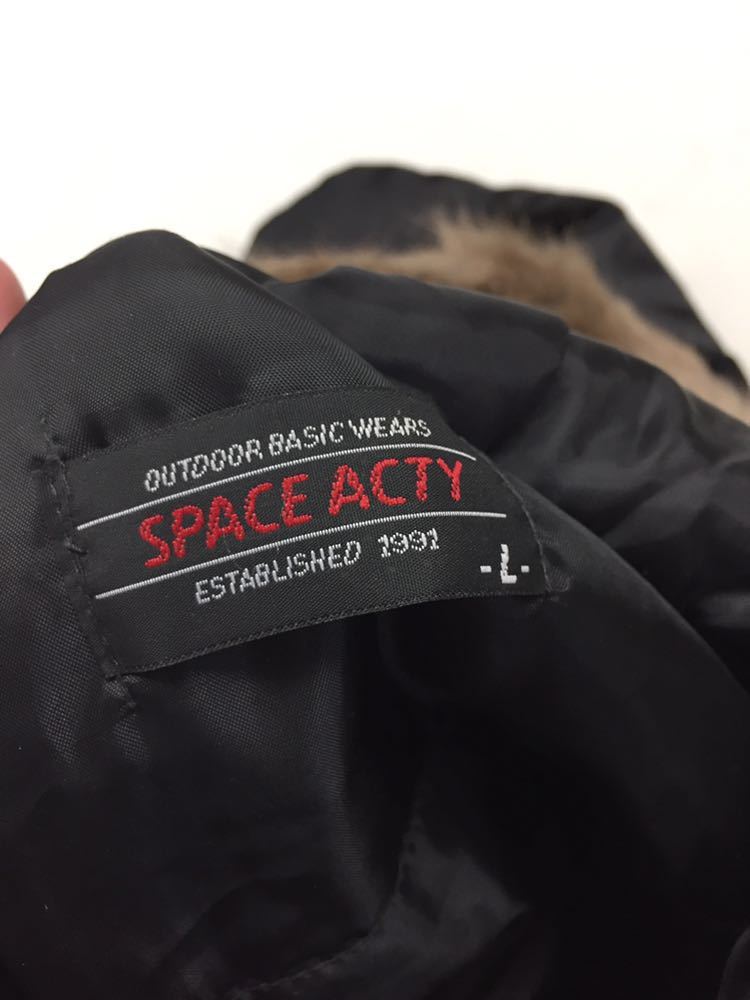 OUTDOOR BASIC WEARS
SPACE ACTY
ESTABLISHED 1991
-L-